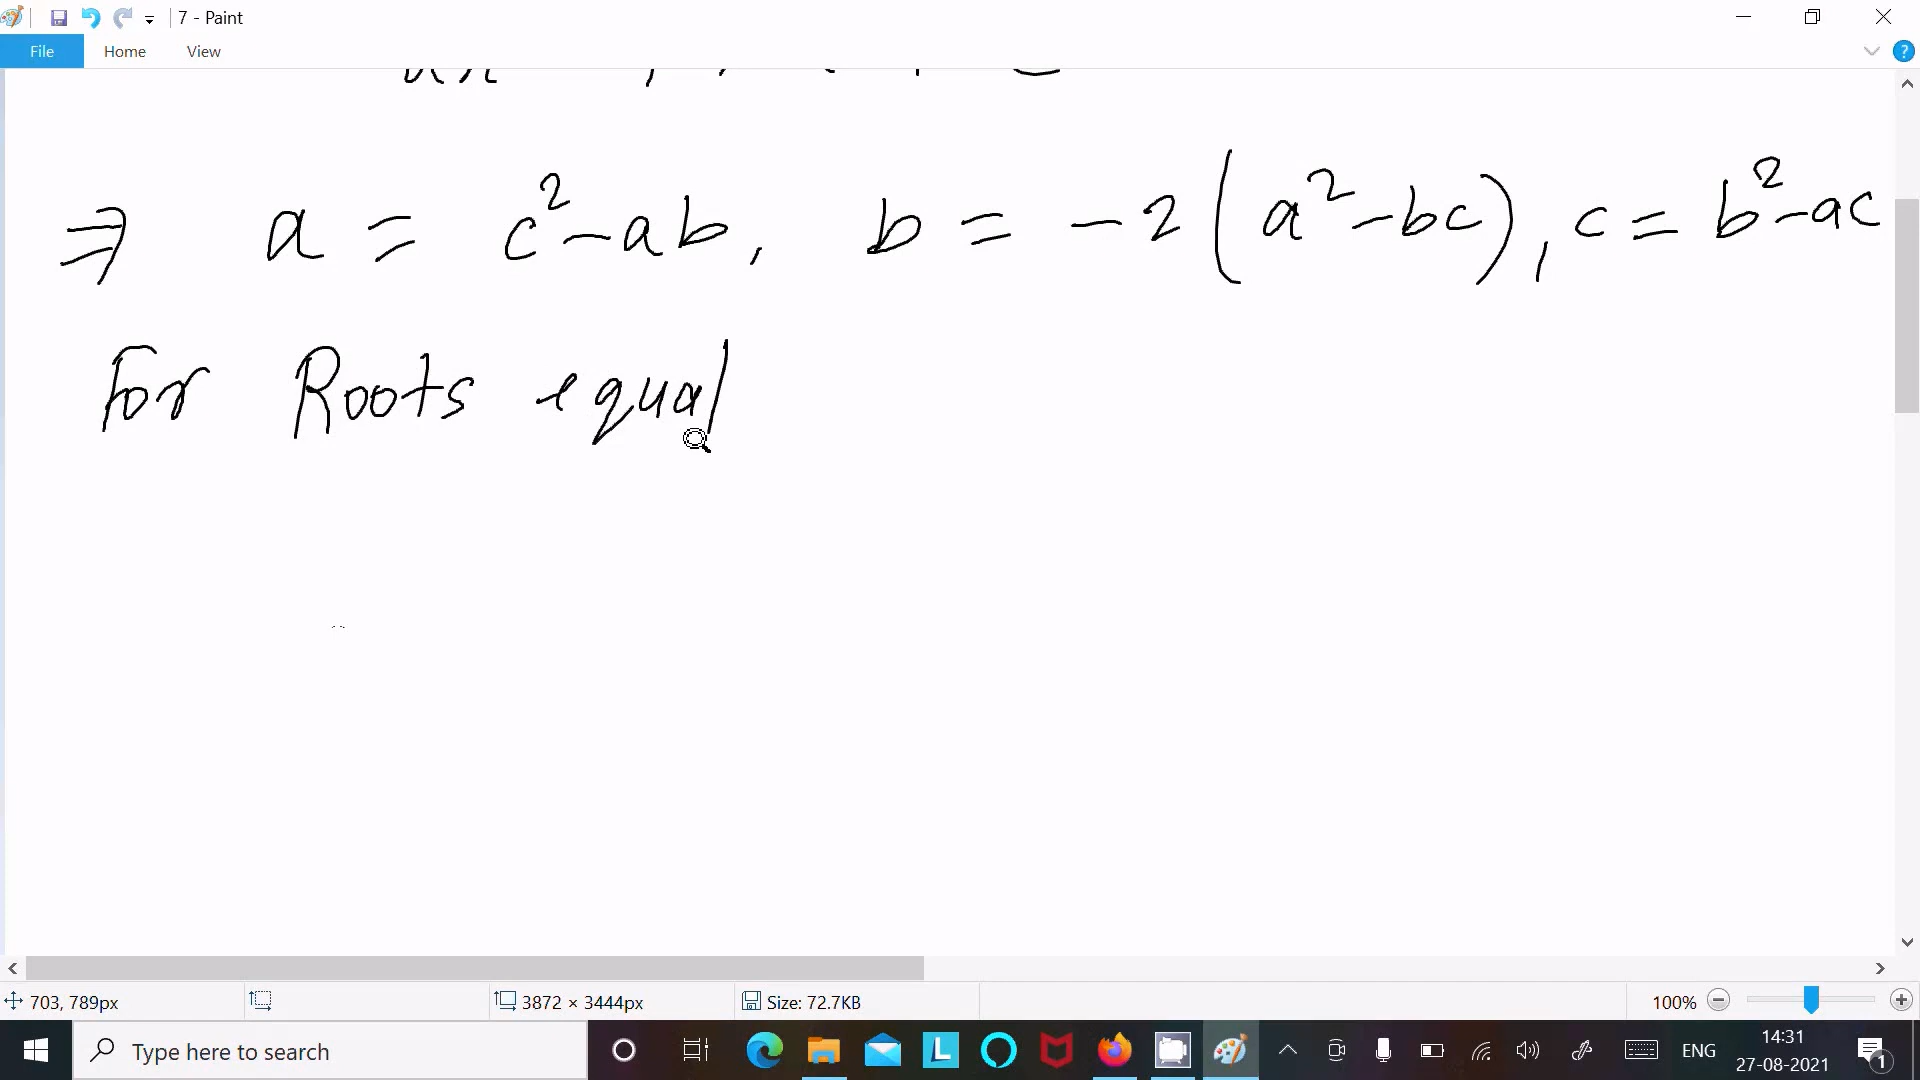 7 - Paint
File Home View
⇒ a = c²-ab, b = -2(a²-bc), c = b²-ac
For Roots equal
703, 789px 3872 × 3444px Size: 72.7KB 100%
Type here to search ENG 14:31
27-08-2021
1